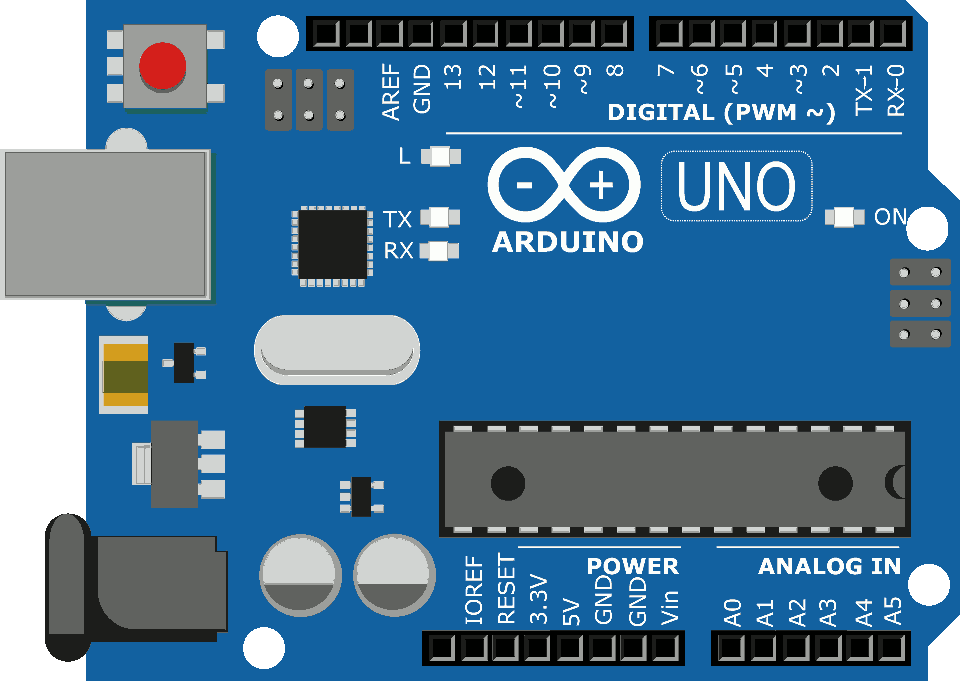 AREF
GND
13
12
~11
~10
~9
8
7
~6
~5
4
~3
2
TX→1
RX←0
DIGITAL (PWM ~)
L
TX
RX
- +
ARDUINO
UNO
ON
POWER
ANALOG IN
IOREF
RESET
3.3V
5V
GND
GND
Vin
A0
A1
A2
A3
A4
A5